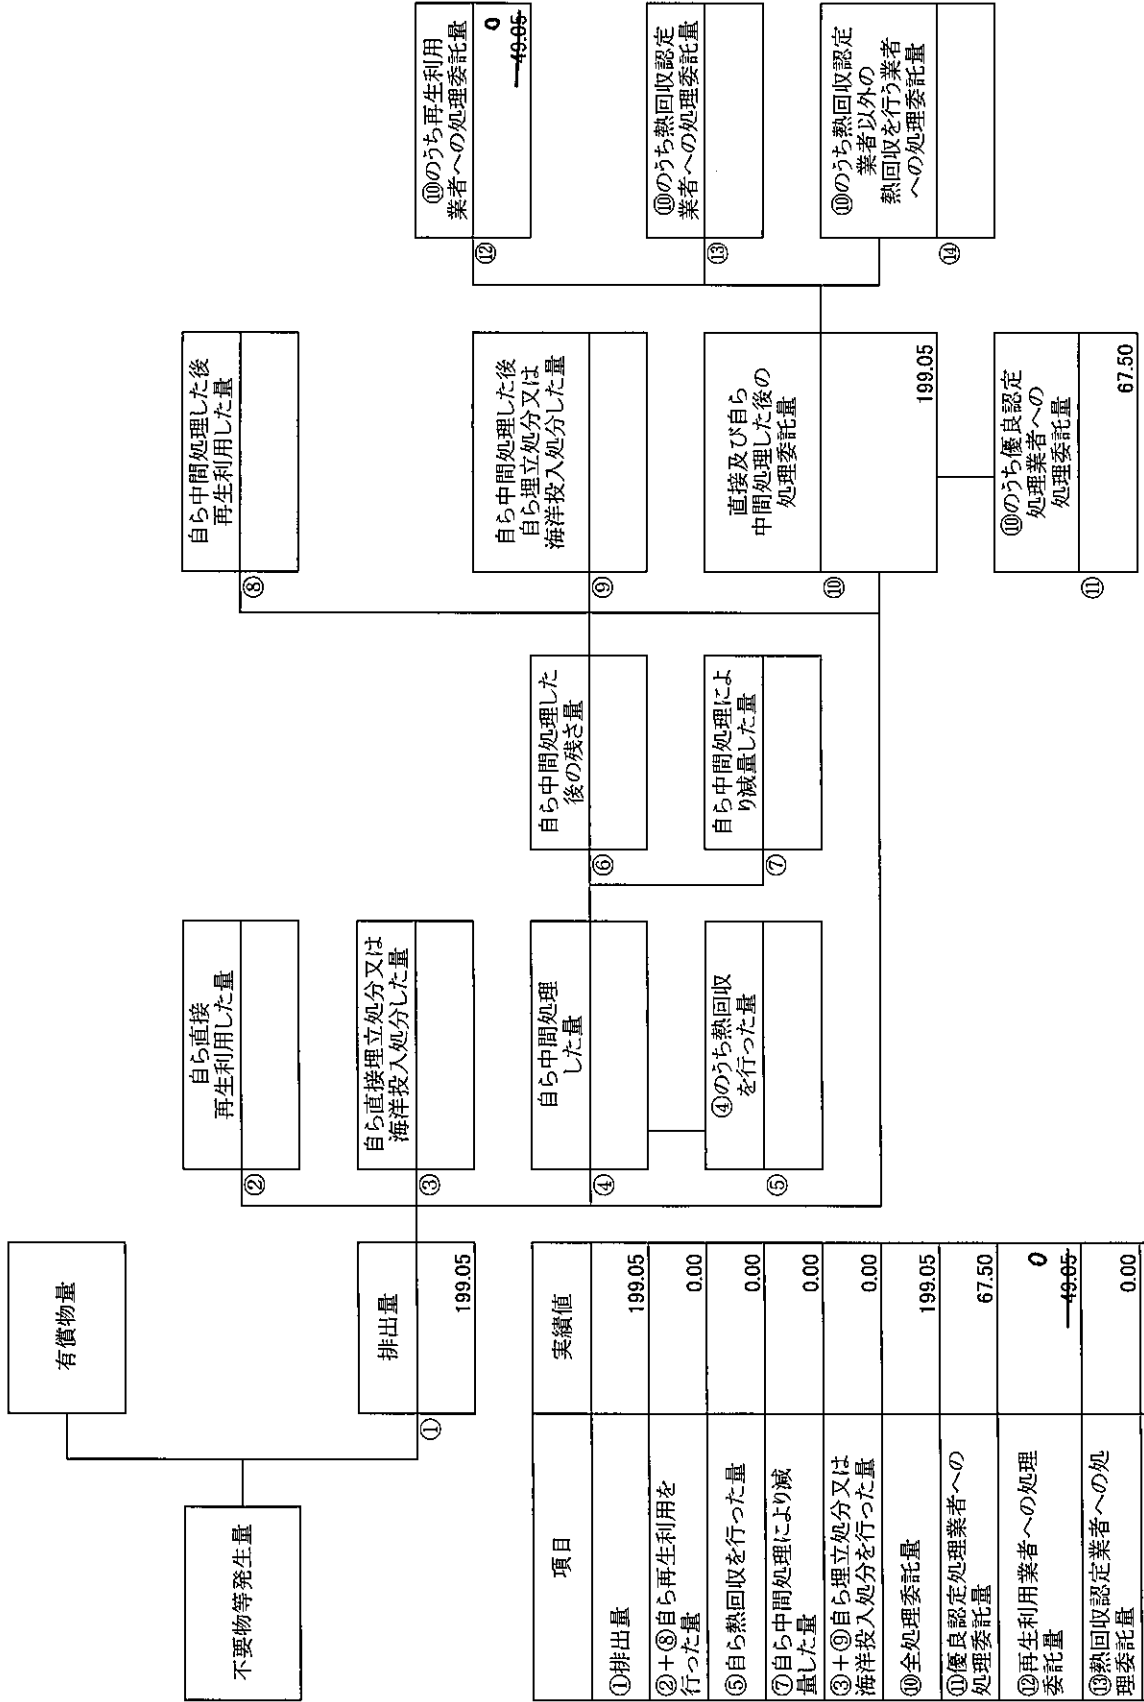 不要物等発生量
有償物量
①
排出量
199.05
②
自ら直接
再生利用した量
③
自ら直接埋立処分又は
海洋投入処分した量
④
自ら中間処理
した量
⑤
④のうち熱回収
を行った量
⑥
自ら中間処理した
後の残さ量
⑦
自ら中間処理によ
り減量した量
⑧
自ら中間処理した後
再生利用した量
⑨
自ら中間処理した後
自ら埋立処分又は
海洋投入処分した量
⑩
直接及び自ら
中間処理した後の
処理委託量
199.05
⑪
⑩のうち優良認定
処理業者への
処理委託量
67.50
⑫
⑩のうち再生利用
業者への処理委託量
0
49.05
⑬
⑩のうち熱回収認定
業者への処理委託量
⑭
⑩のうち熱回収認定
業者以外の
熱回収を行う業者
への処理委託量
項目 実績値
①排出量 199.05
②+⑧自ら再生利用を
行った量 0.00
⑤自ら熱回収を行った量 0.00
⑦自ら中間処理により減
量した量 0.00
③+⑨自ら埋立処分又は
海洋投入処分を行った量 0.00
⑩全処理委託量 199.05
⑪優良認定処理業者への
処理委託量 67.50
⑫再生利用業者への処理
委託量 0
49.05
⑬熱回収認定業者への処
理委託量 0.00